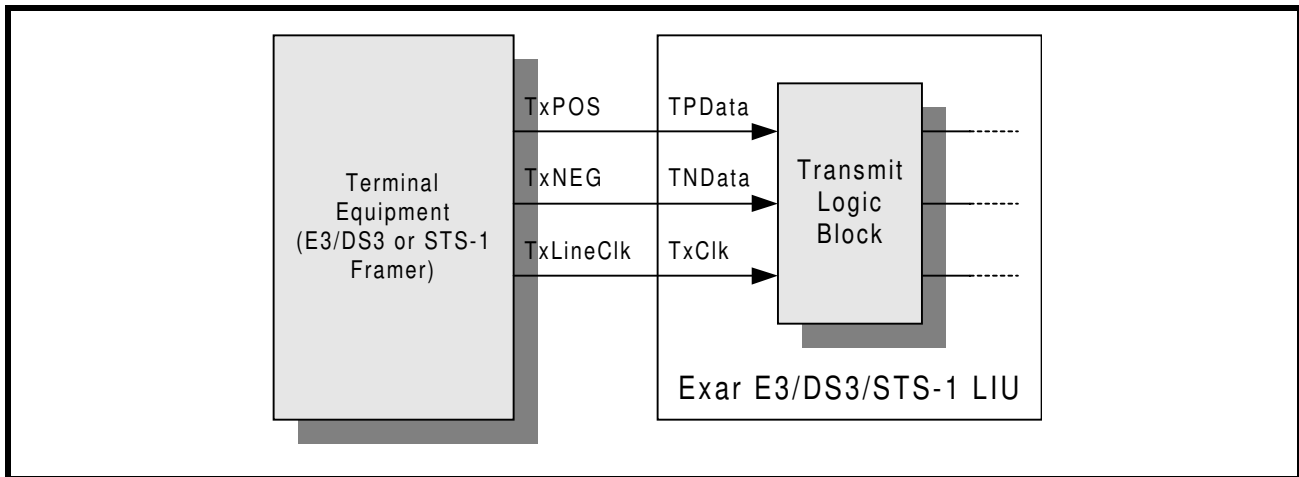 Terminal
Equipment
(E3/DS3 or STS-1
Framer)
TxPOS
TPData
TxNEG
TNData
TxLineClk
TxClk
Transmit
Logic
Block
Exar E3/DS3/STS-1 LIU